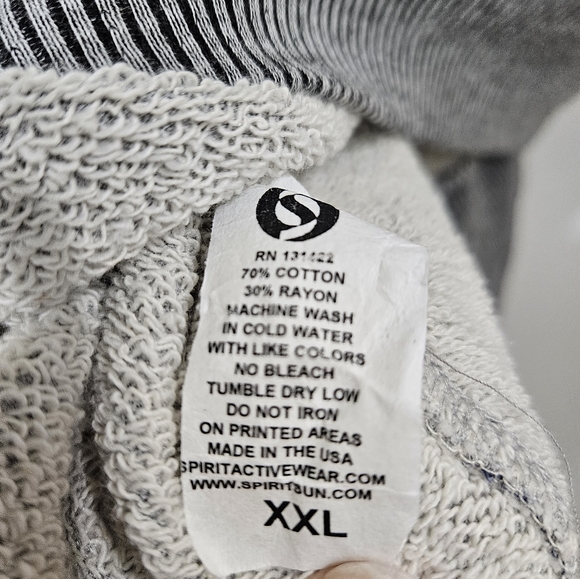 RN 131422
70% COTTON
30% RAYON
MACHINE WASH
IN COLD WATER
WITH LIKE COLORS
NO BLEACH
TUMBLE DRY LOW
DO NOT IRON
ON PRINTED AREAS
MADE IN THE USA
SPIRITACTIVEWEAR.COM
WWW.SPIRITSUN.COM
XXL